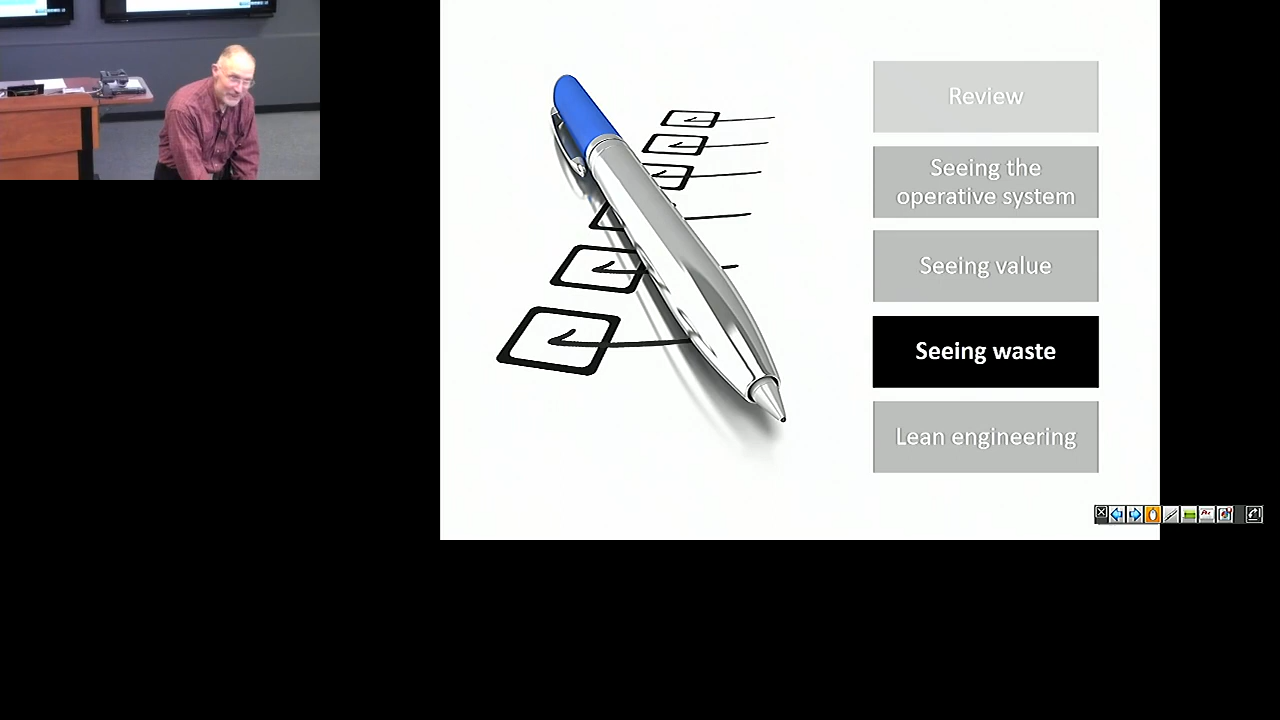 Review
Seeing the
operative system
Seeing value
Seeing waste
Lean engineering